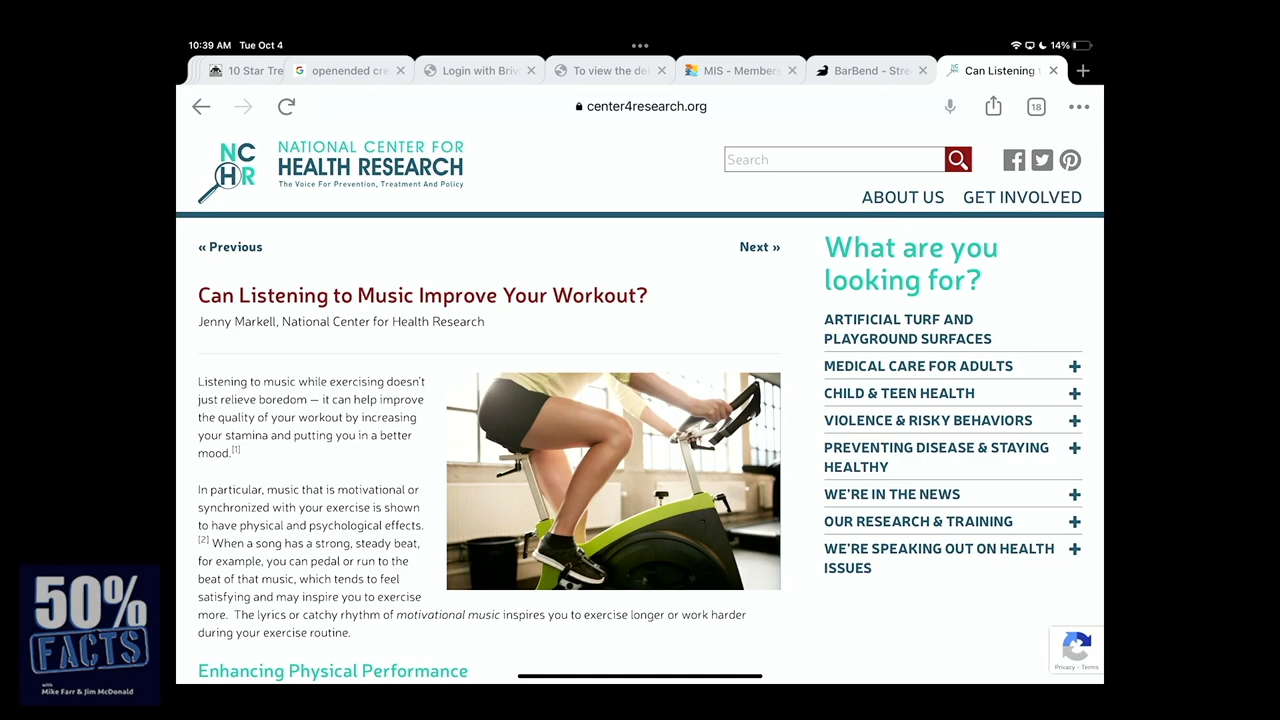 10:39 AM Tue Oct 4
14%
10 Star Tre
openended cre
Login with Briv
To view the det
MIS - Members
BarBend - Stre
Can Listening t
center4research.org
18
NC
HR
NATIONAL CENTER FOR
HEALTH RESEARCH
The Voice For Prevention, Treatment And Policy
Search
ABOUT US GET INVOLVED
« Previous
Next »
Can Listening to Music Improve Your Workout?
Jenny Markell, National Center for Health Research
Listening to music while exercising doesn't
just relieve boredom — it can help improve
the quality of your workout by increasing
your stamina and putting you in a better
mood.[1]
In particular, music that is motivational or
synchronized with your exercise is shown
to have physical and psychological effects.
[2] When a song has a strong, steady beat,
for example, you can pedal or run to the
beat of that music, which tends to feel
satisfying and may inspire you to exercise
more. The lyrics or catchy rhythm of motivational music inspires you to exercise longer or work harder
during your exercise routine.
Enhancing Physical Performance
What are you
looking for?
ARTIFICIAL TURF AND
PLAYGROUND SURFACES
MEDICAL CARE FOR ADULTS
CHILD & TEEN HEALTH
VIOLENCE & RISKY BEHAVIORS
PREVENTING DISEASE & STAYING
HEALTHY
WE'RE IN THE NEWS
OUR RESEARCH & TRAINING
WE'RE SPEAKING OUT ON HEALTH
ISSUES
Privacy - Terms
50%
FACTS
with
Mike Farr & Jim McDonald